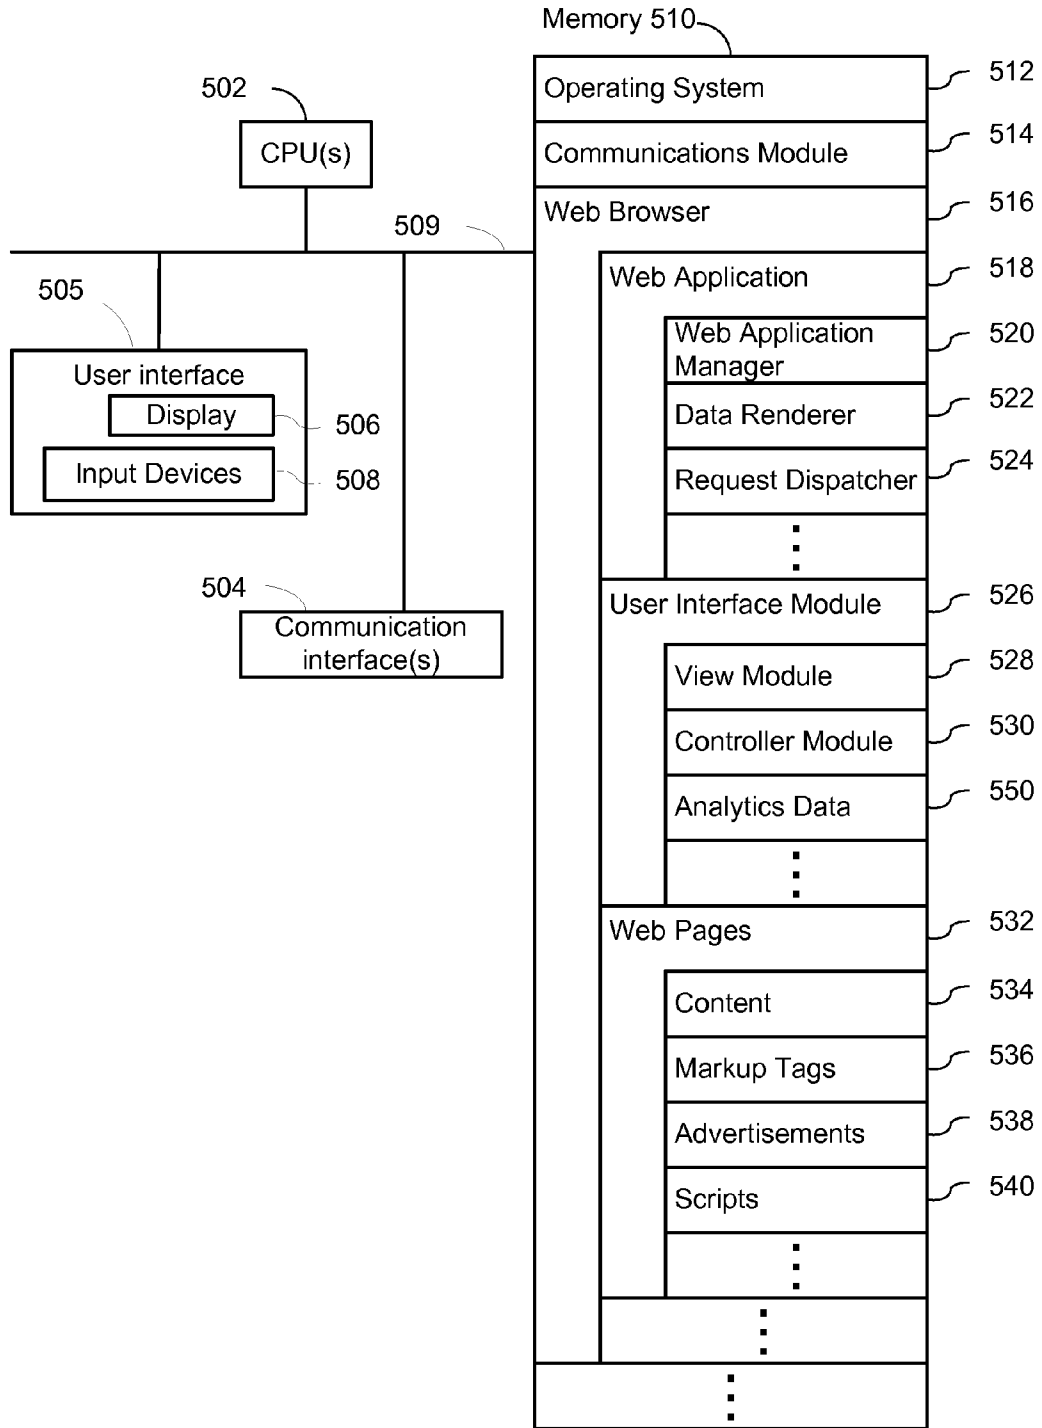 Memory 510
Operating System 512
502
CPU(s)
Communications Module 514
Web Browser 516
509
Web Application 518
505
Web Application
Manager
520
User interface
Display 506
Input Devices 508
Data Renderer 522
Request Dispatcher 524
504
Communication
interface(s)
User Interface Module 526
View Module 528
Controller Module 530
Analytics Data 550
Web Pages 532
Content 534
Markup Tags 536
Advertisements 538
Scripts 540